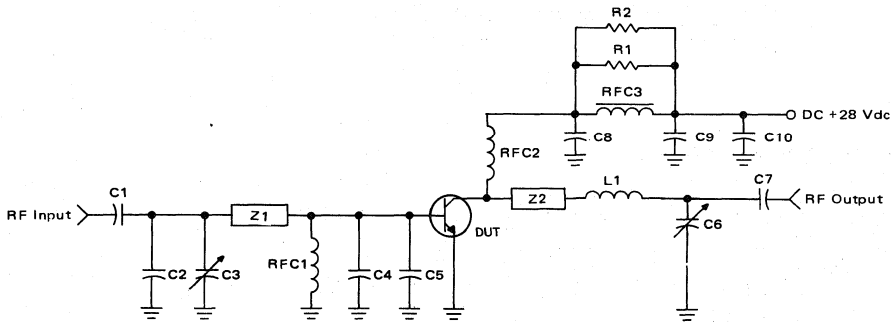 R2
R1
RFC3
DC +28 Vdc
C8
C9
C10
RFC2
L1
C7
C1
RF Input
Z1
Z2
RF Output
DUT
C6
C2
C3
RFC1
C4
C5